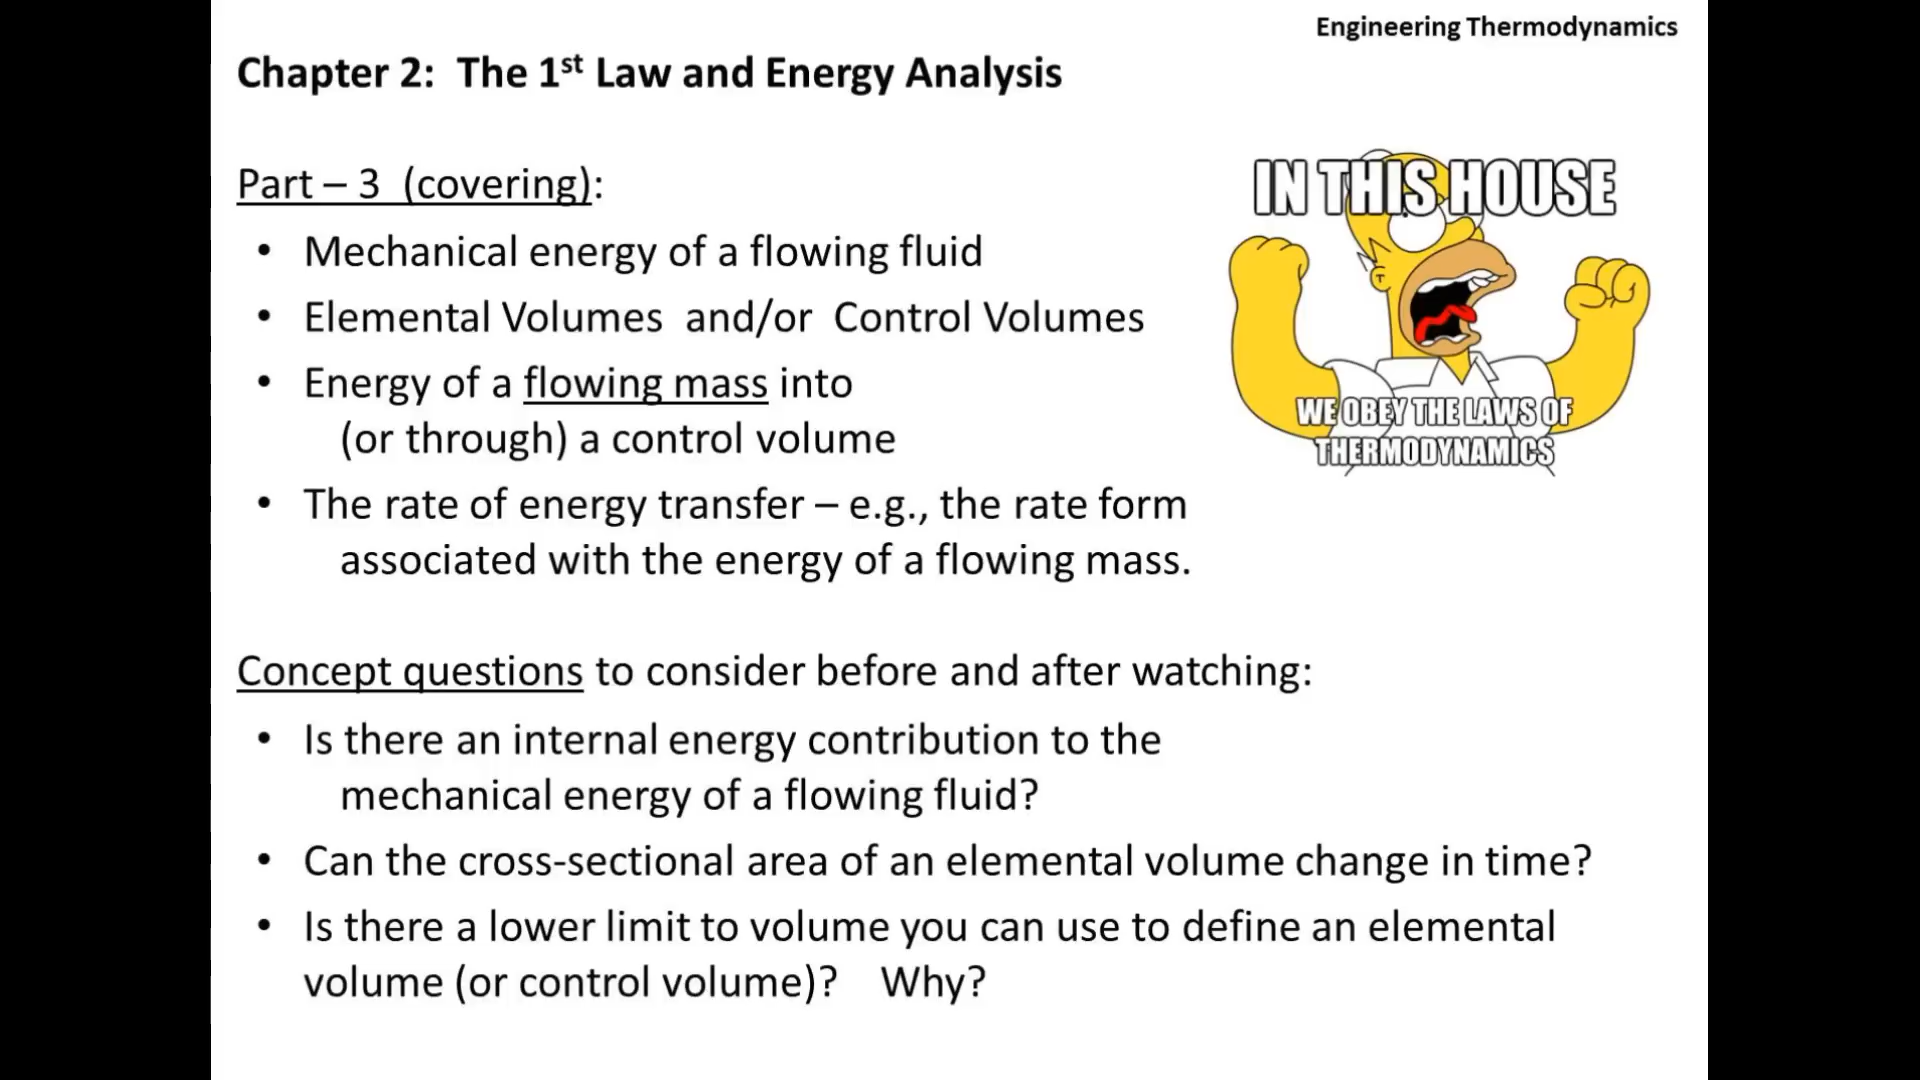 Engineering Thermodynamics
Chapter 2:  The 1st Law and Energy Analysis
Part – 3  (covering):
• Mechanical energy of a flowing fluid
• Elemental Volumes  and/or  Control Volumes
• Energy of a flowing mass into
(or through) a control volume
• The rate of energy transfer – e.g., the rate form
associated with the energy of a flowing mass.
IN THIS HOUSE
WE OBEY THE LAWS OF
THERMODYNAMICS
Concept questions to consider before and after watching:
• Is there an internal energy contribution to the
mechanical energy of a flowing fluid?
• Can the cross-sectional area of an elemental volume change in time?
• Is there a lower limit to volume you can use to define an elemental
volume (or control volume)?    Why?